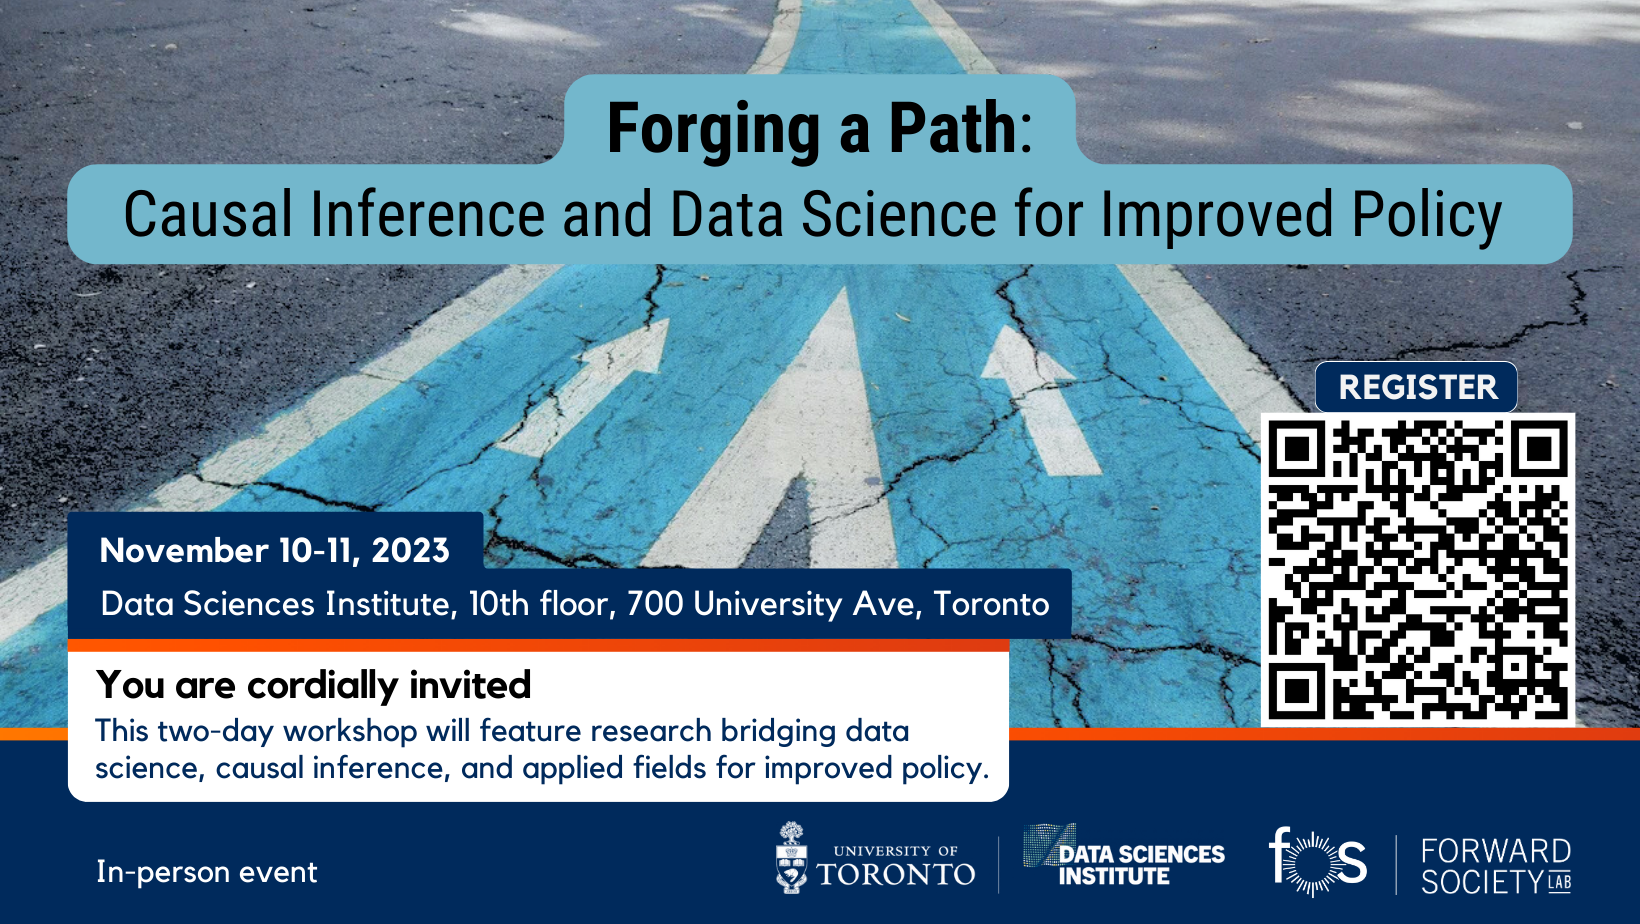 Forging a Path:
Causal Inference and Data Science for Improved Policy
REGISTER
November 10-11, 2023
Data Sciences Institute, 10th floor, 700 University Ave, Toronto
You are cordially invited
This two-day workshop will feature research bridging data
science, causal inference, and applied fields for improved policy.
In-person event
UNIVERSITY OF
TORONTO
DATA SCIENCES
INSTITUTE
fos
FORWARD
SOCIETY LAB